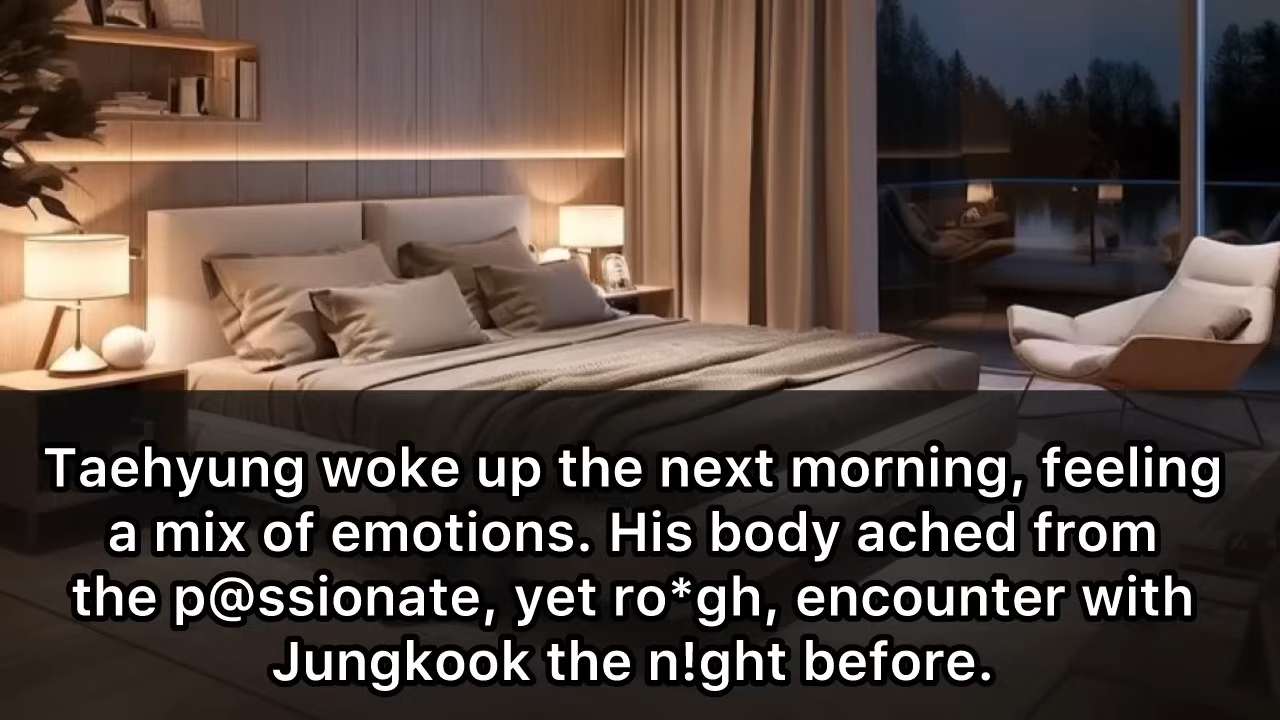 Taehyung woke up the next morning, feeling
a mix of emotions. His body ached from
the p@ssionate, yet ro*gh, encounter with
Jungkook the n!ght before.